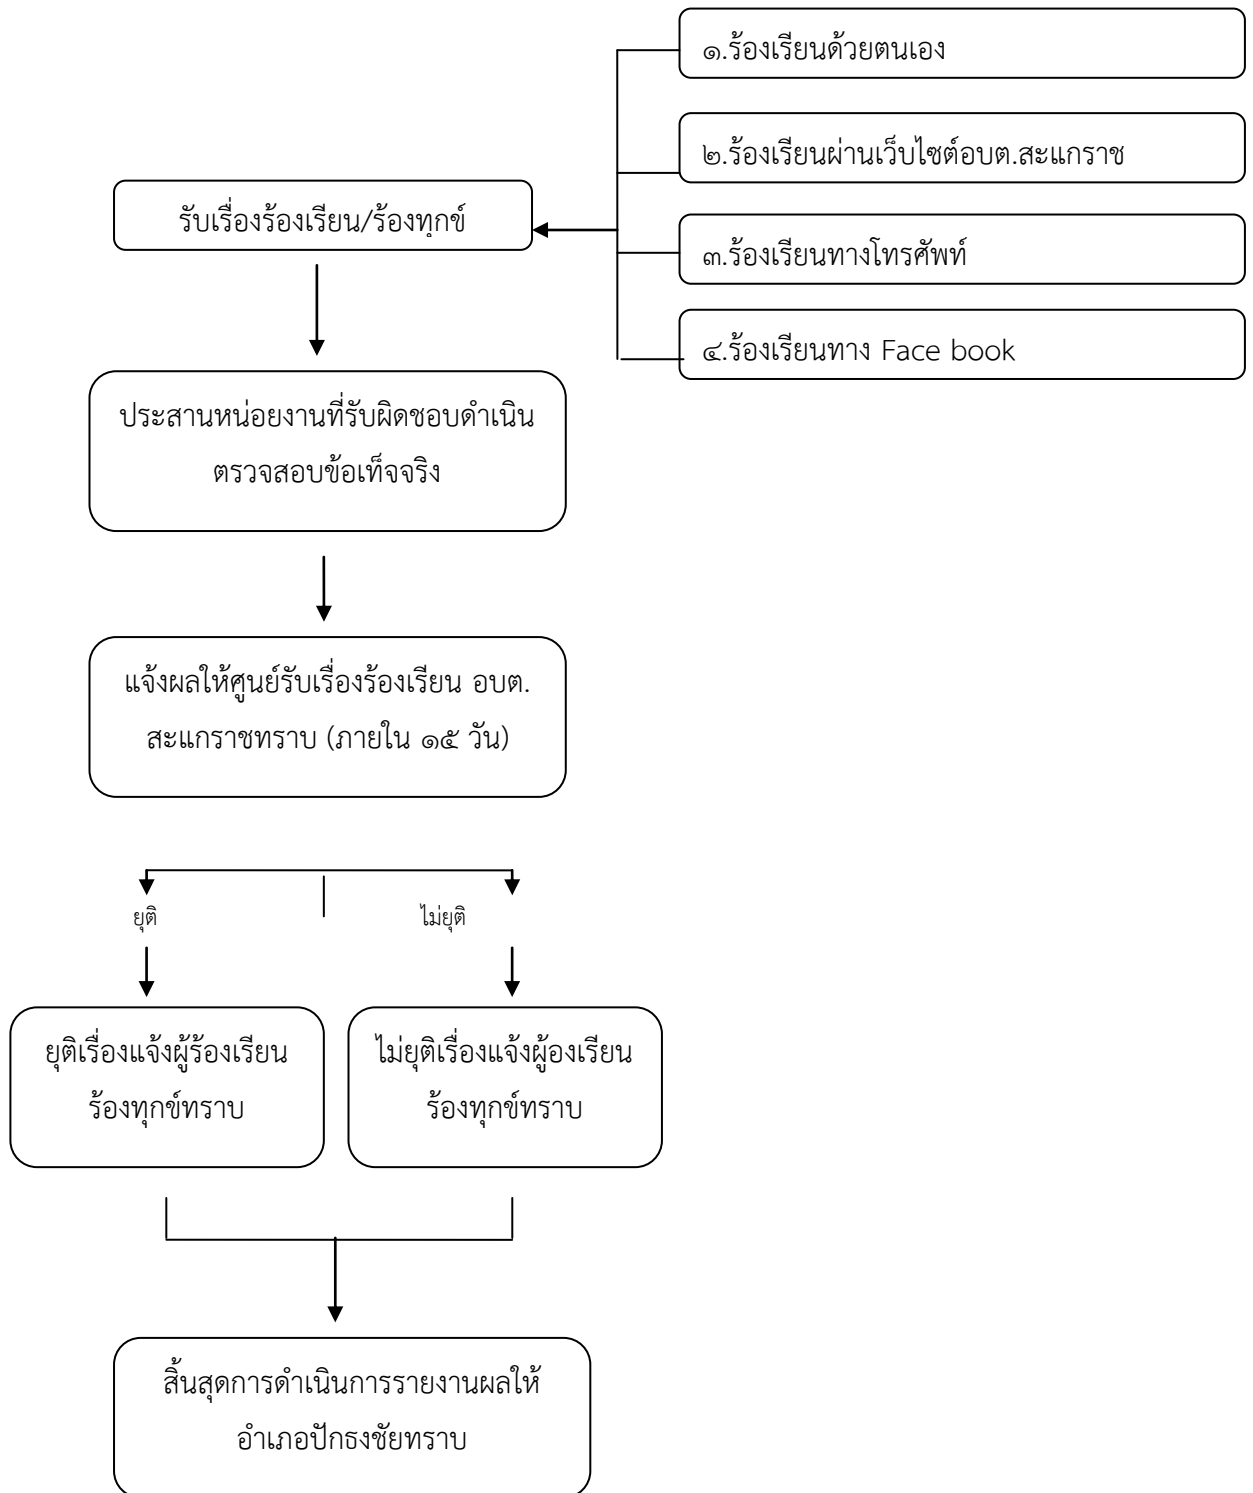 ๑.ร้องเรียนด้วยตนเอง
๒.ร้องเรียนผ่านเว็บไซต์อบต.สะแกราช
รับเรื่องร้องเรียน/ร้องทุกข์
๓.ร้องเรียนทางโทรศัพท์
๔.ร้องเรียนทาง Face book
ประสานหน่อยงานที่รับผิดชอบดำเนิน
ตรวจสอบข้อเท็จจริง
แจ้งผลให้ศูนย์รับเรื่องร้องเรียน อบต.
สะแกราชทราบ (ภายใน ๑๕ วัน)
ยุติ
ไม่ยุติ
ยุติเรื่องแจ้งผู้ร้องเรียน
ร้องทุกข์ทราบ
ไม่ยุติเรื่องแจ้งผู้องเรียน
ร้องทุกข์ทราบ
สิ้นสุดการดำเนินการรายงานผลให้
อำเภอปักธงชัยทราบ